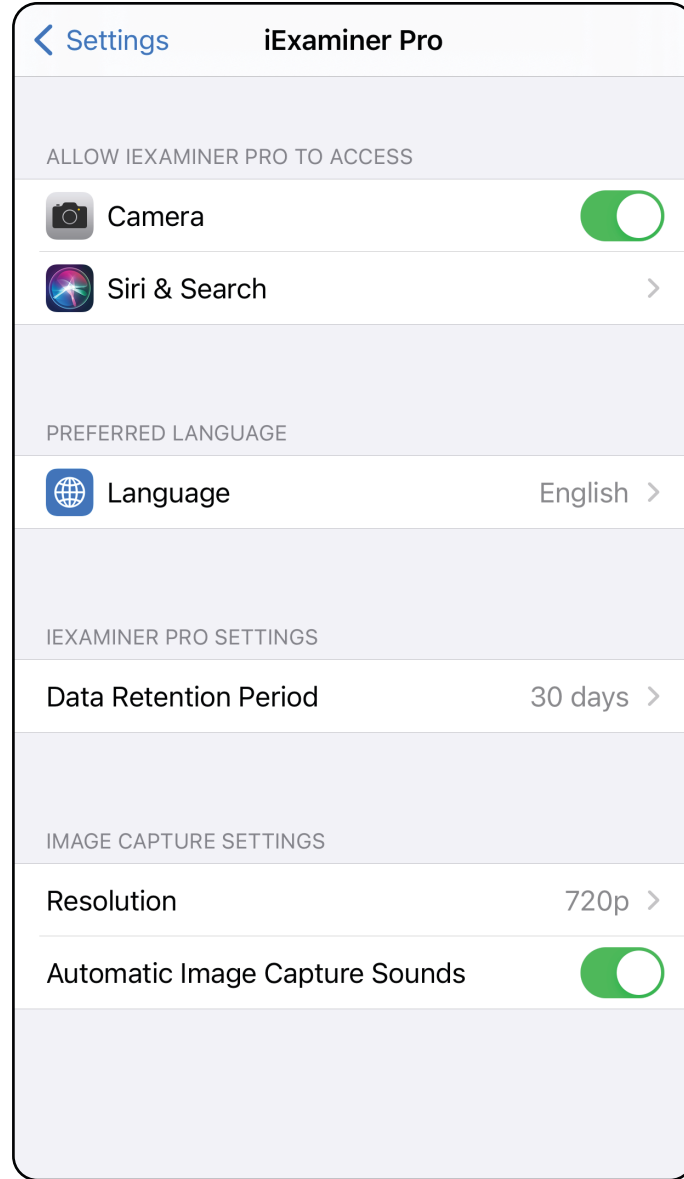 Settings iExaminer Pro
ALLOW IEXAMINER PRO TO ACCESS
Camera
Siri & Search
PREFERRED LANGUAGE
Language English
IEXAMINER PRO SETTINGS
Data Retention Period 30 days
IMAGE CAPTURE SETTINGS
Resolution 720p
Automatic Image Capture Sounds